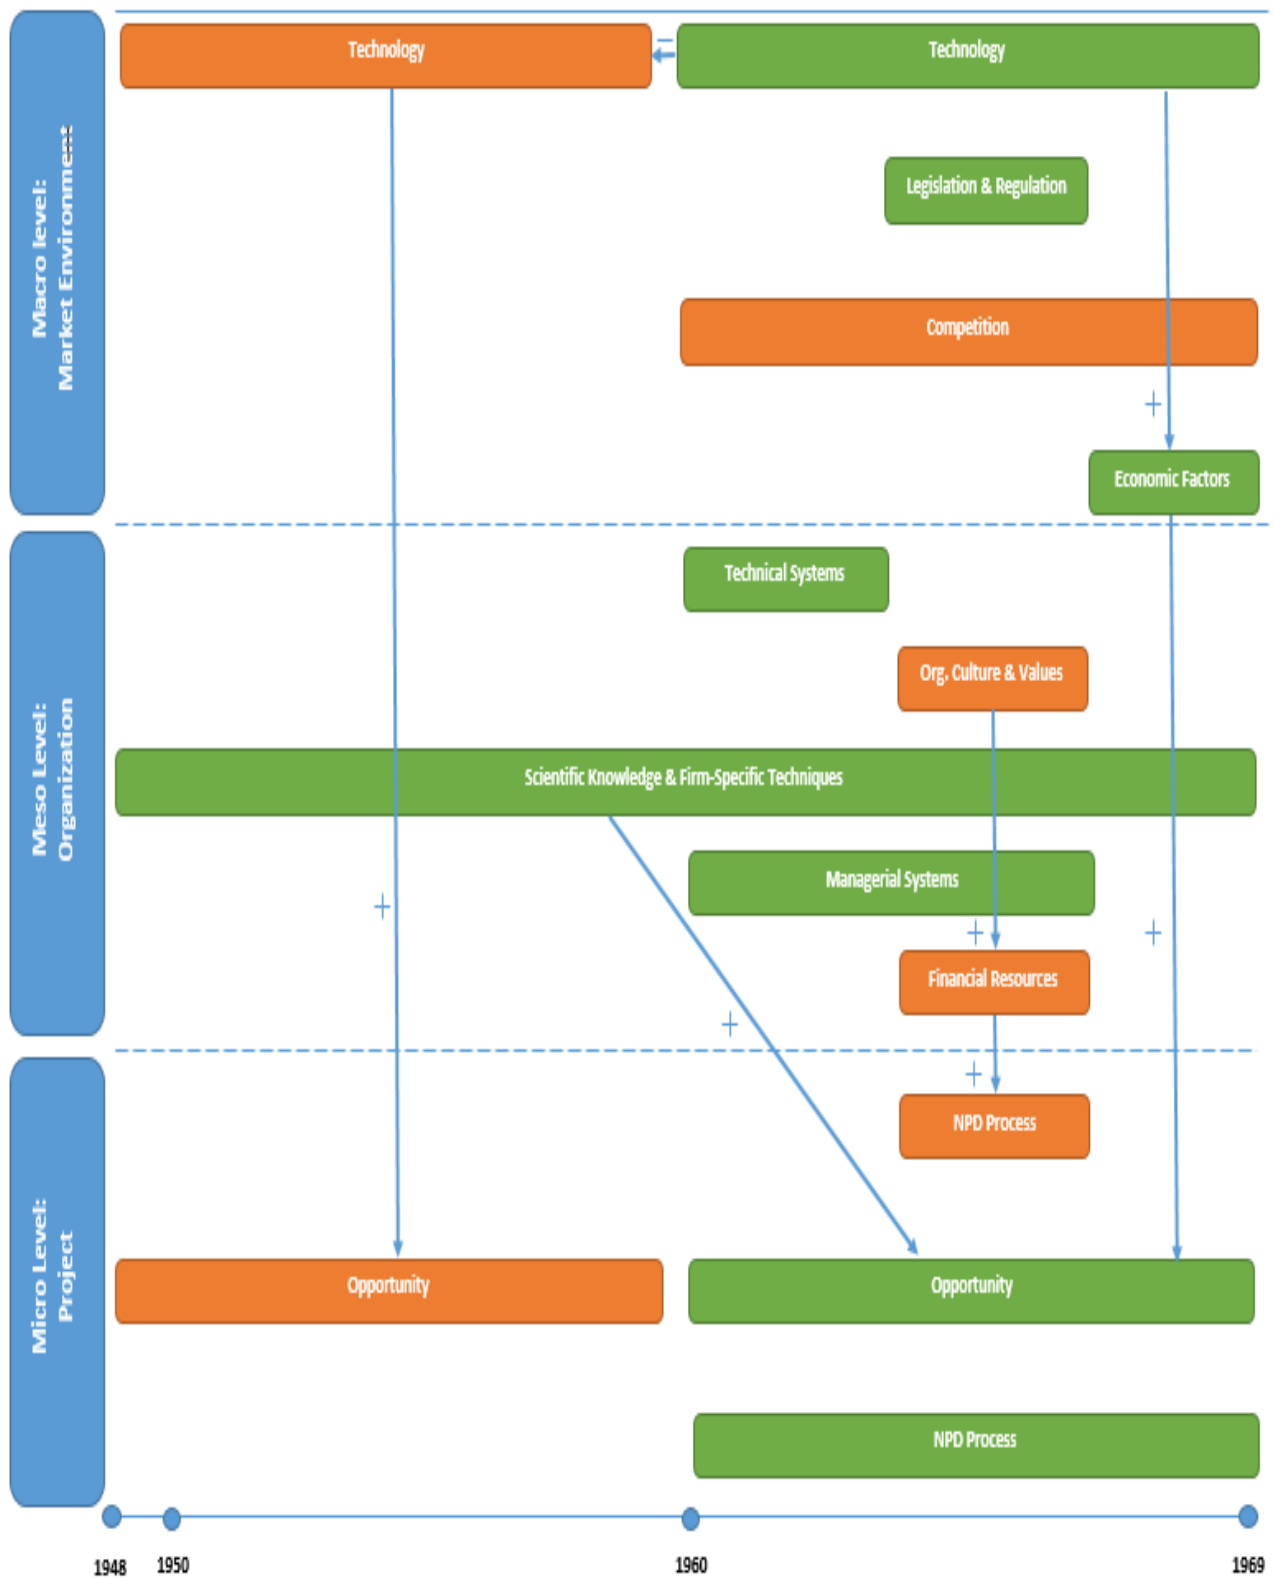 Macro level:
Market Environment
Technology
–
Technology
Legislation & Regulation
Competition
+
Economic Factors
Meso Level:
Organization
Technical Systems
Org. Culture & Values
Scientific Knowledge & Firm-Specific Techniques
Managerial Systems
+
+
+
Financial Resources
+
Micro Level:
Project
+
NPD Process
Opportunity
Opportunity
NPD Process
1948
1950
1960
1969